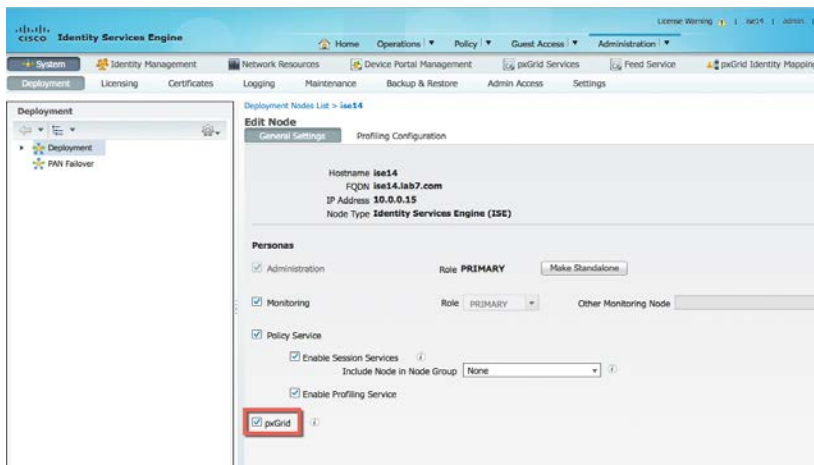 License Warning | ise14 | admin
CISCO Identity Services Engine
Home Operations Policy Guest Access Administration
System Identity Management Network Resources Device Portal Management pxGrid Services Feed Service pxGrid Identity Mapping
Deployment Licensing Certificates Logging Maintenance Backup & Restore Admin Access Settings
Deployment
Deployment
PAN Failover
Deployment Nodes List > ise14
Edit Node
General Settings Profiling Configuration
Hostname ise14
FQDN ise14.lab7.com
IP Address 10.0.0.15
Node Type Identity Services Engine (ISE)
Personas
Administration Role PRIMARY Make Standalone
Monitoring Role PRIMARY Other Monitoring Node
Policy Service
Enable Session Services
Include Node in Node Group None
Enable Profiling Service
pxGrid